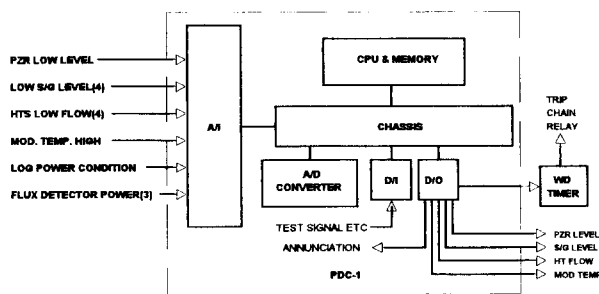 PZR LOW LEVEL
LOW S/G LEVEL(4)
HTS LOW FLOW(4)
MOD. TEMP. HIGH
LOG POWER CONDITION
FLUX DETECTOR POWER(3)
A/I
CPU & MEMORY
CHASSIS
A/D
CONVERTER
D/I
D/O
TRIP
CHAIN
RELAY
WD
TIMER
TEST SIGNAL ETC
ANNUNCIATION
PDC-1
PZR LEVEL
S/G LEVEL
HT FLOW
MOD TEMP